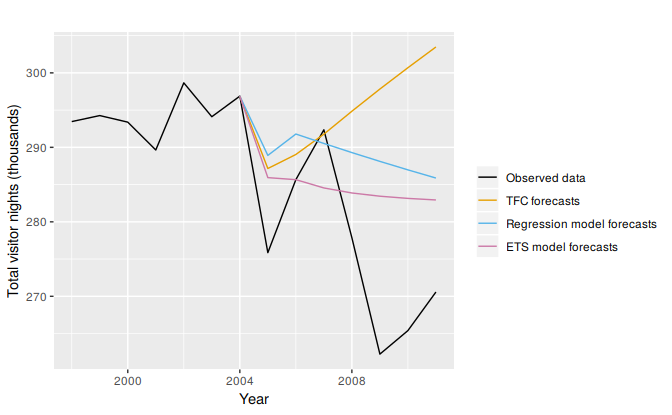 Total visitor nights (thousands)
300
290
280
270
2000
2004
2008
Year
Observed data
TFC forecasts
Regression model forecasts
ETS model forecasts